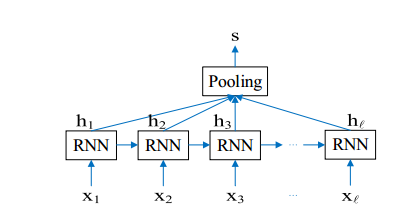 s
Pooling
h₁ h₂ h₃ hℓ
RNN RNN RNN ... RNN
x₁ x₂ x₃ ... xℓ